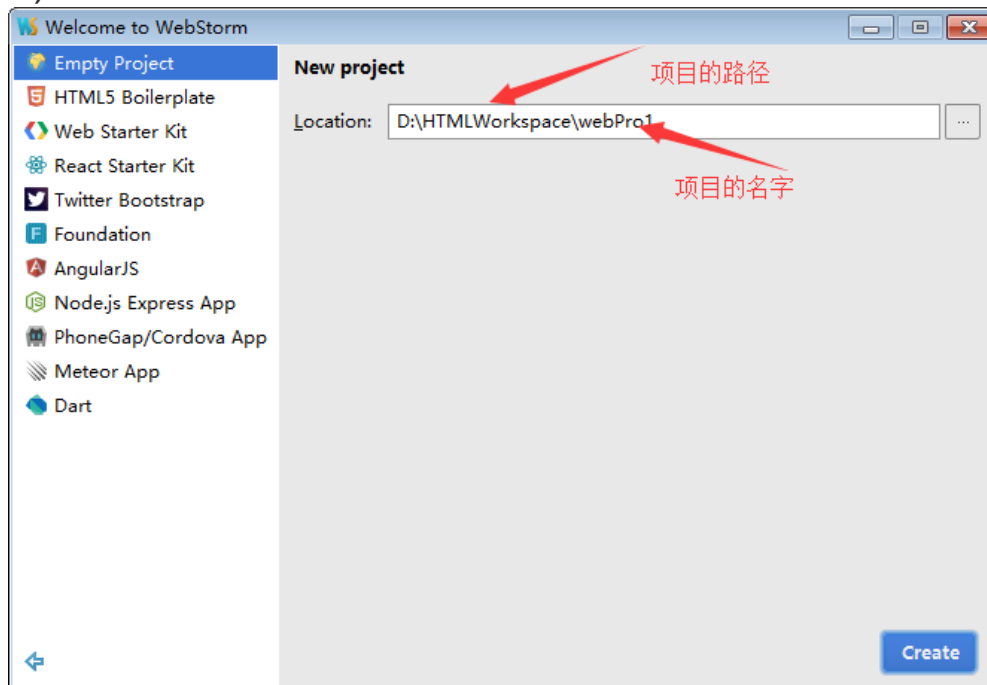 Welcome to WebStorm
Empty Project
HTML5 Boilerplate
Web Starter Kit
React Starter Kit
Twitter Bootstrap
Foundation
AngularJS
Node.js Express App
PhoneGap/Cordova App
Meteor App
Dart
New project
项目的路径
Location: D:\HTMLWorkspace\webPro1
...
项目的名字
Create